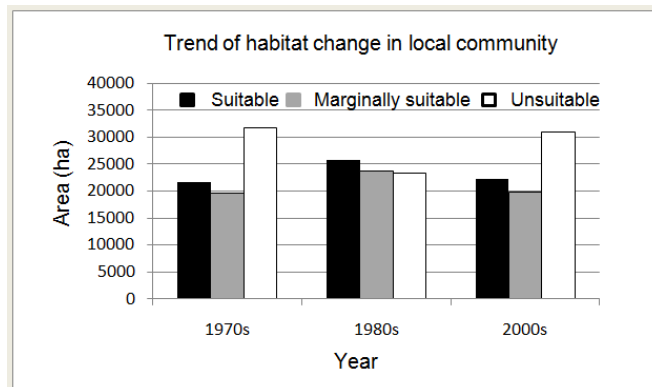 Trend of habitat change in local community
40000
Suitable Marginally suitable Unsuitable
35000
30000
25000
20000
15000
10000
5000
0
Area (ha)
1970s 1980s 2000s
Year